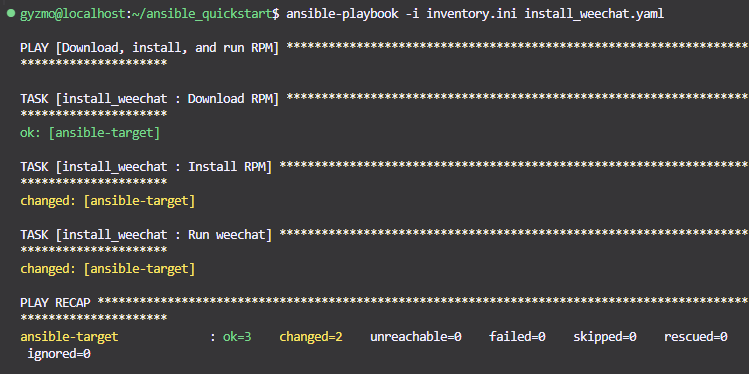 gyzmo@localhost:~/ansible_quickstart$ ansible-playbook -i inventory.ini install_weechat.yaml
PLAY [Download, install, and run RPM] ******************************************************************
*********************
TASK [install_weechat : Download RPM] ******************************************************************
*********************
ok: [ansible-target]
TASK [install_weechat : Install RPM] *******************************************************************
*********************
changed: [ansible-target]
TASK [install_weechat : Run weechat] *******************************************************************
*********************
changed: [ansible-target]
PLAY RECAP *********************************************************************************************
*********************
ansible-target             : ok=3    changed=2    unreachable=0    failed=0    skipped=0    rescued=0
ignored=0